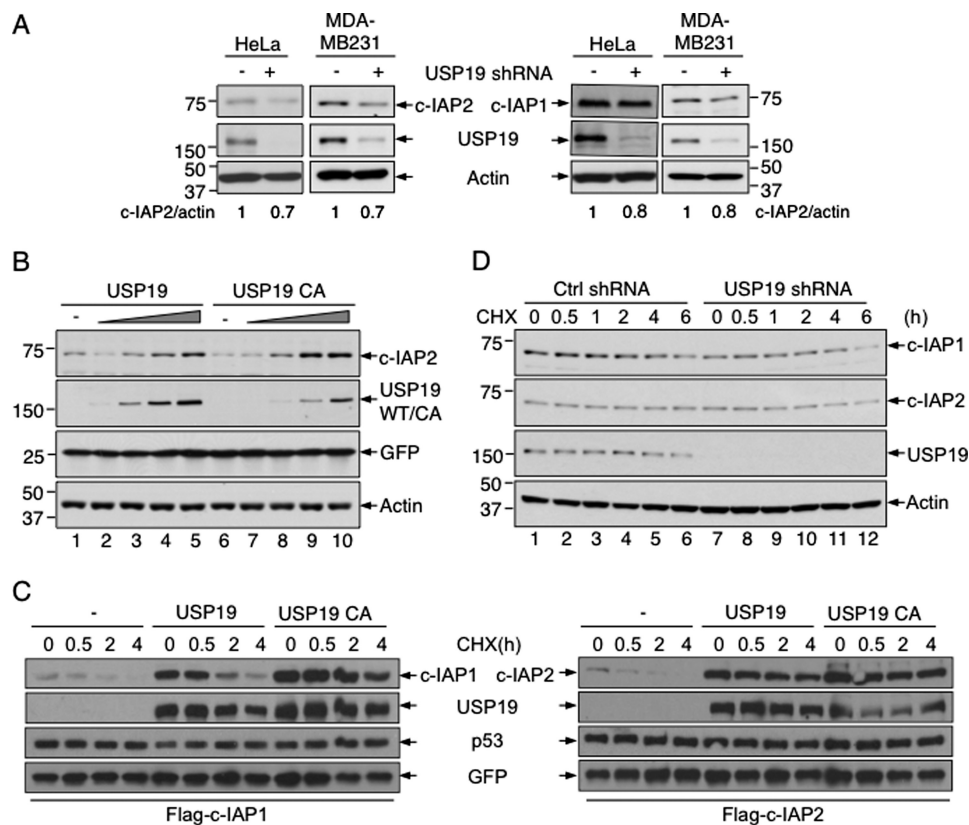 A
HeLa MDA-MB231 HeLa MDA-MB231
- + - + USP19 shRNA - + - +
75 c-IAP2 c-IAP1 75
150 USP19 150
50 Actin 50
37 37
c-IAP2/actin 1 0.7 1 0.7 1 0.8 1 0.8 c-IAP2/actin
B
USP19 USP19 CA
- -
75 c-IAP2
150 USP19 WT/CA
25 GFP
50 Actin
37
1 2 3 4 5 6 7 8 9 10
D
Ctrl shRNA USP19 shRNA
CHX 0 0.5 1 2 4 6 0 0.5 1 2 4 6 (h)
75 c-IAP1
75 c-IAP2
150 USP19
50 Actin
37
1 2 3 4 5 6 7 8 9 10 11 12
C
- USP19 USP19 CA - USP19 USP19 CA
0 0.5 2 4 0 0.5 2 4 0 0.5 2 4 CHX(h) 0 0.5 2 4 0 0.5 2 4 0 0.5 2 4
c-IAP1 c-IAP2
USP19
p53
GFP
Flag-c-IAP1 Flag-c-IAP2